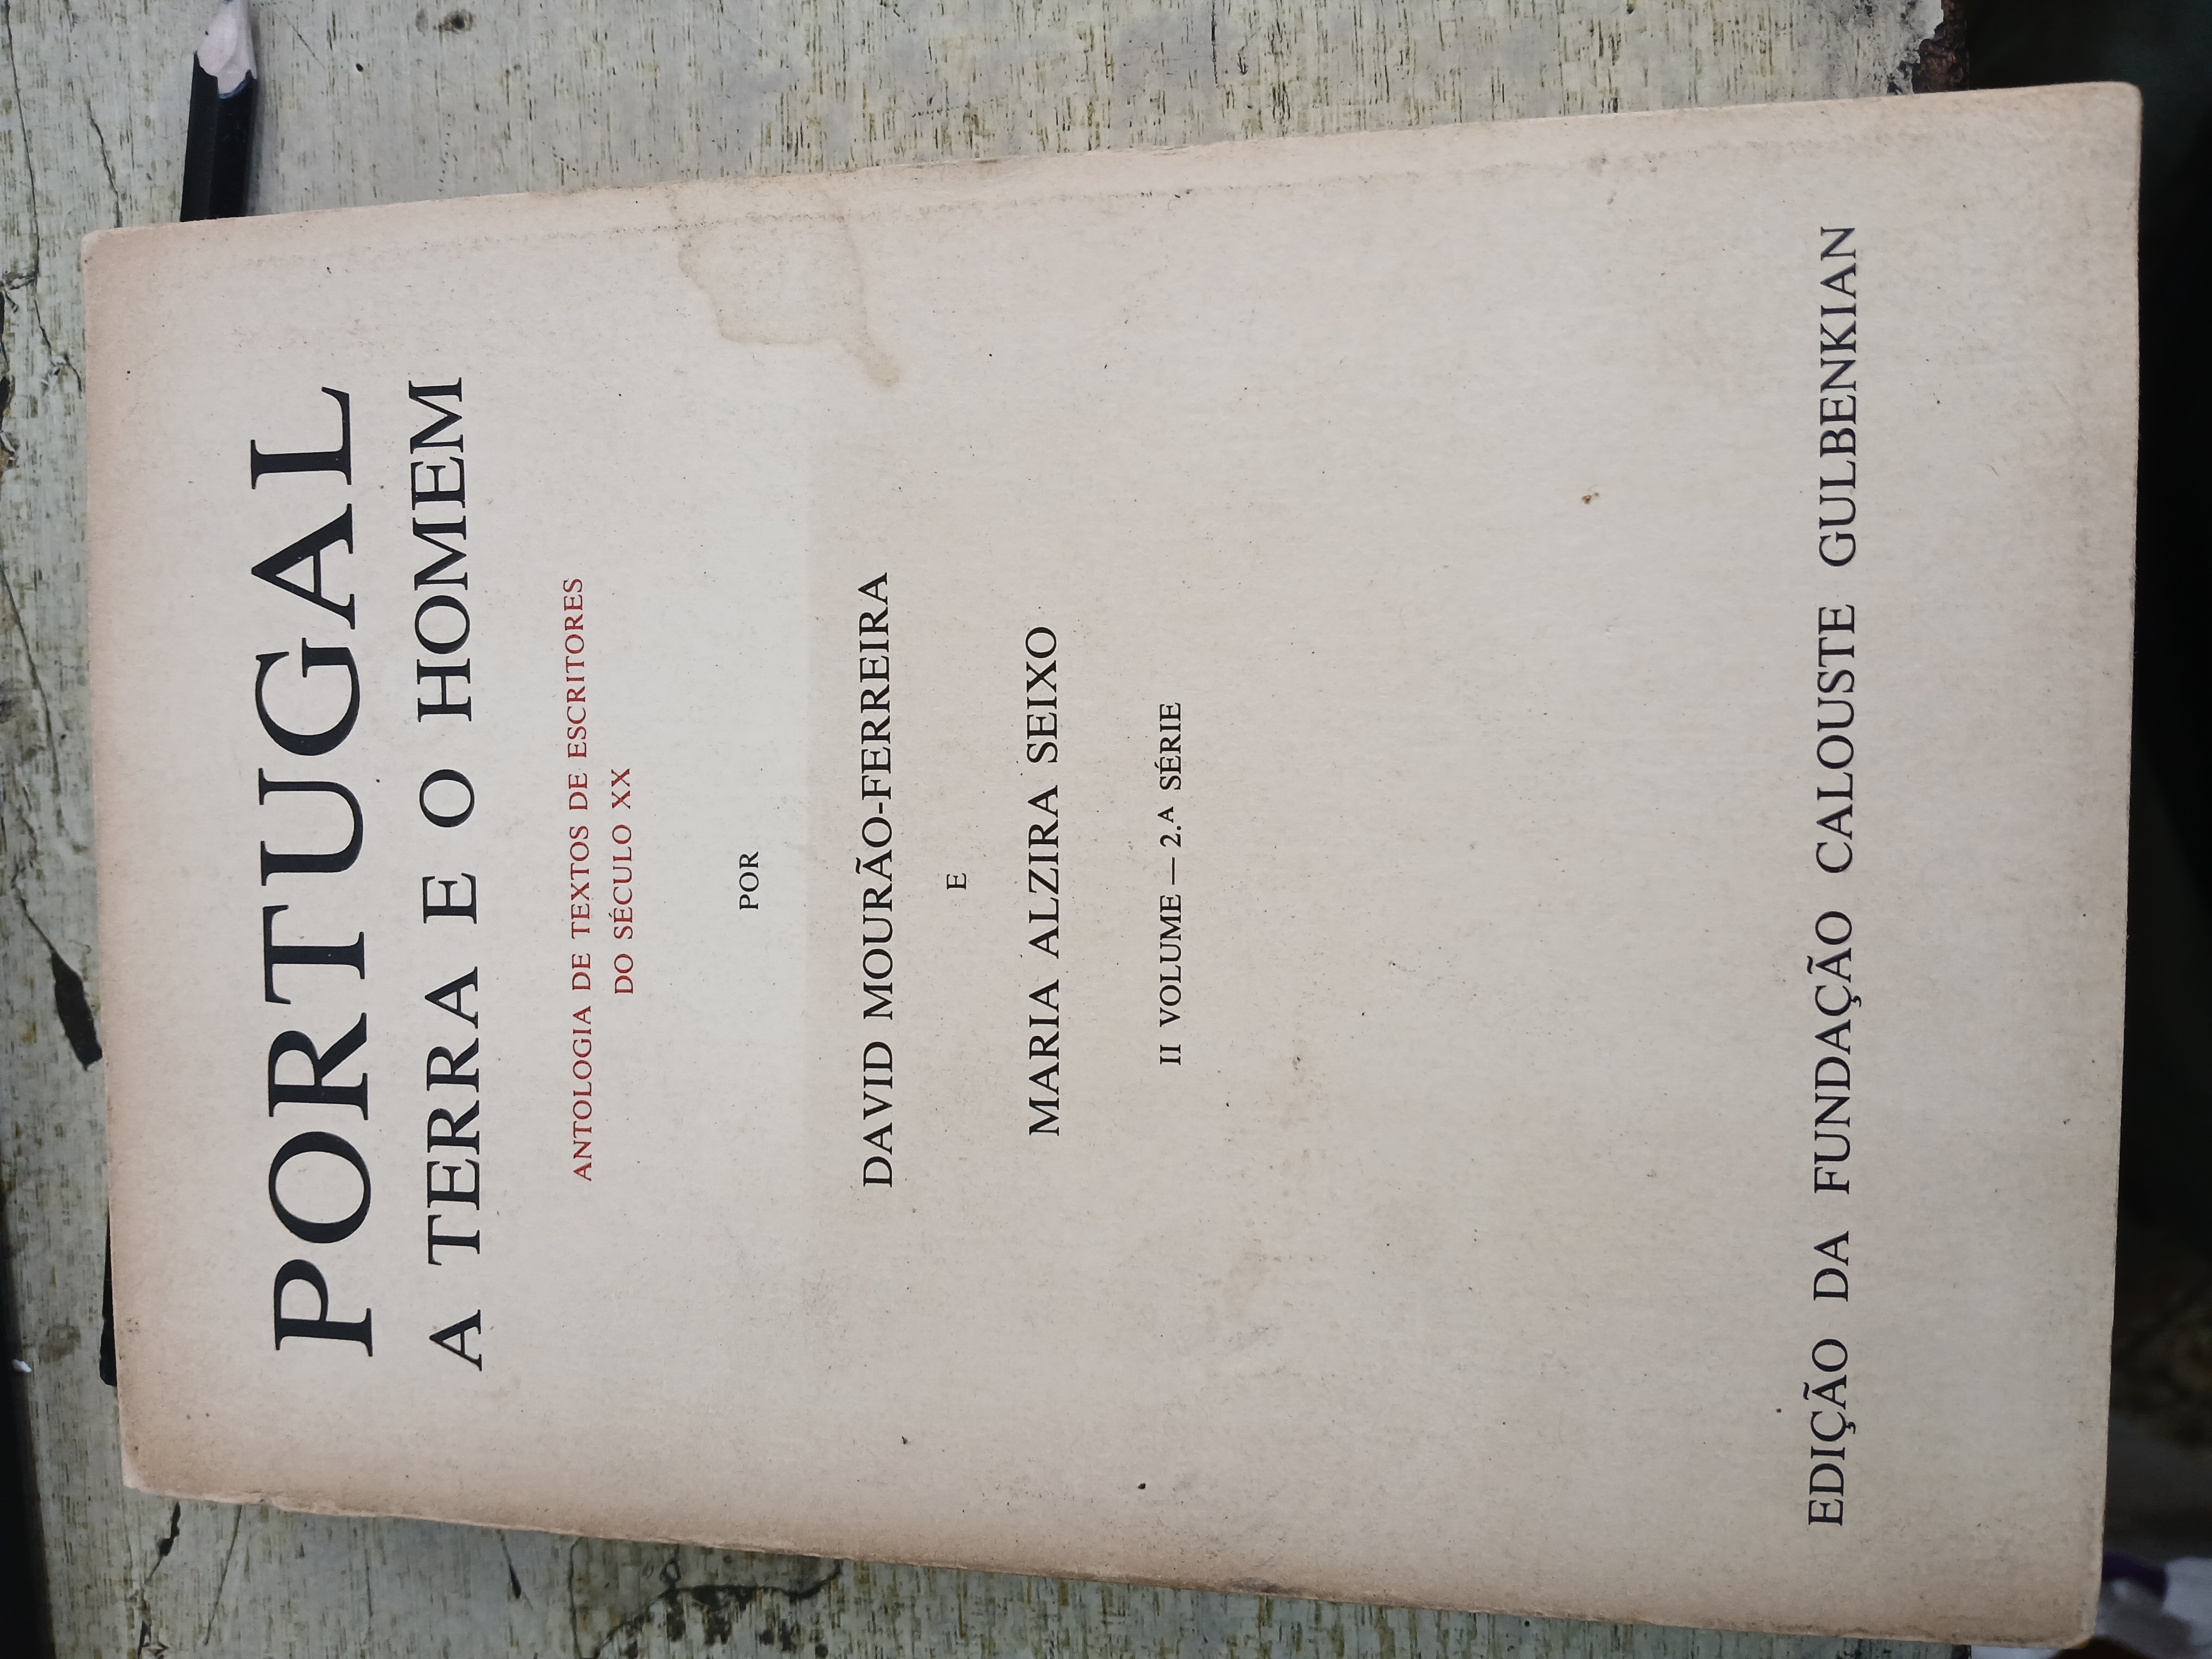 PORTUGAL
A TERRA E O HOMEM
ANTOLOGIA DE TEXTOS DE ESCRITORES
DO SÉCULO XX
POR
DAVID MOURÃO-FERREIRA
E
MARIA ALZIRA SEIXO
II VOLUME — 2.ª SÉRIE
EDIÇÃO DA FUNDAÇÃO CALOUSTE GULBENKIAN